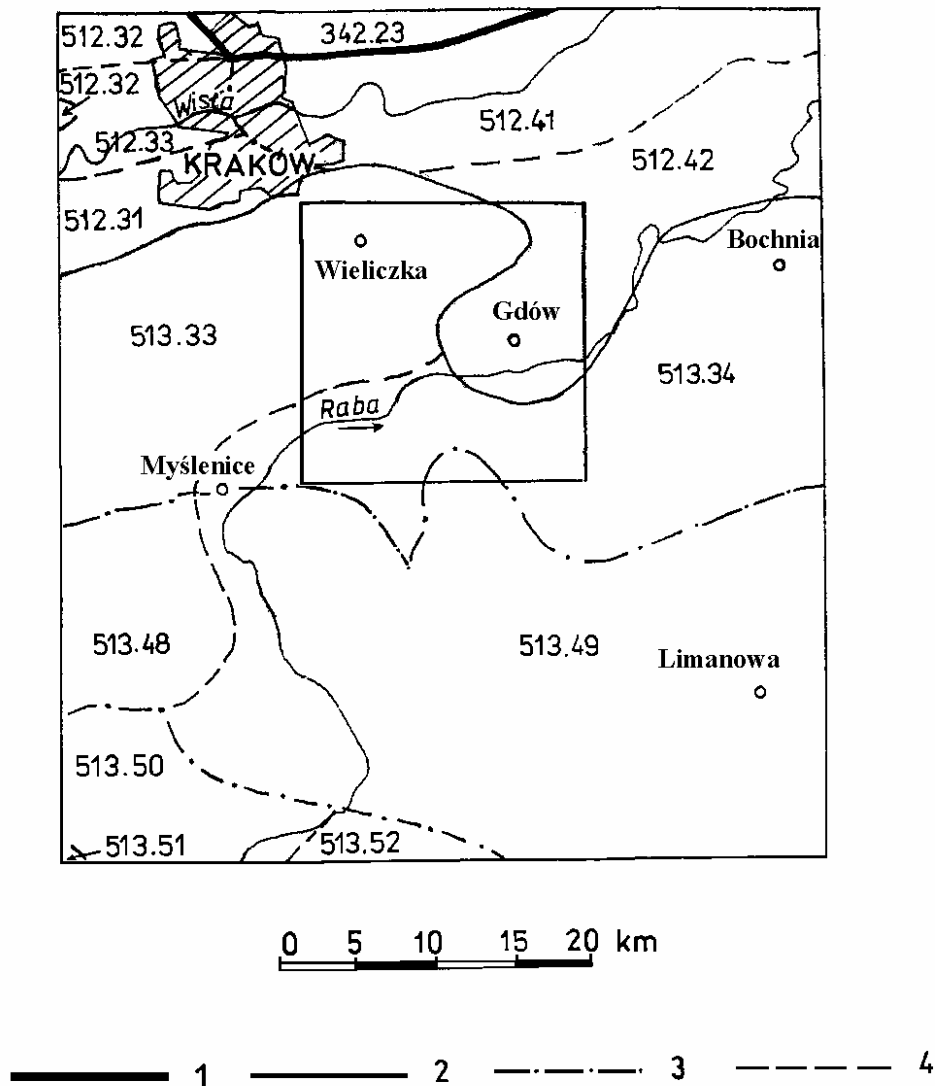 512.32
342.23
512.32
Wisła
512.33
512.41
KRAKÓW
512.42
512.31
Bochnia
Wieliczka
Gdów
513.33
513.34
Raba
Myślenice
513.48
513.49
Limanowa
513.50
513.51
513.52
0 5 10 15 20 km
1 2 3 4